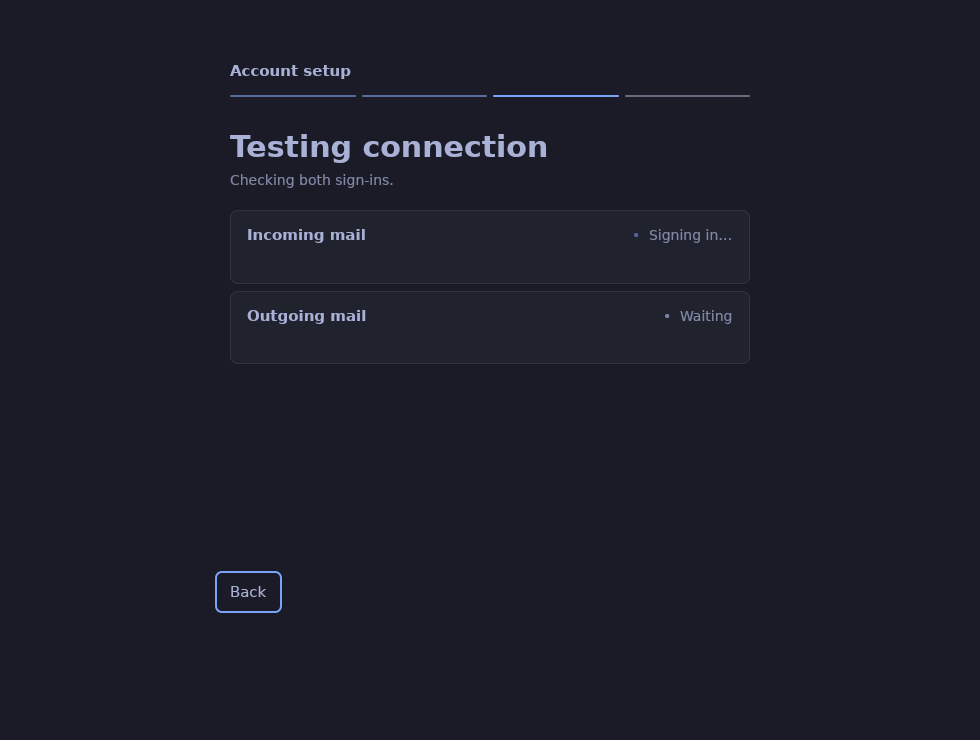 Account setup
Testing connection
Checking both sign-ins.
Incoming mail
Signing in…
Outgoing mail
Waiting
Back